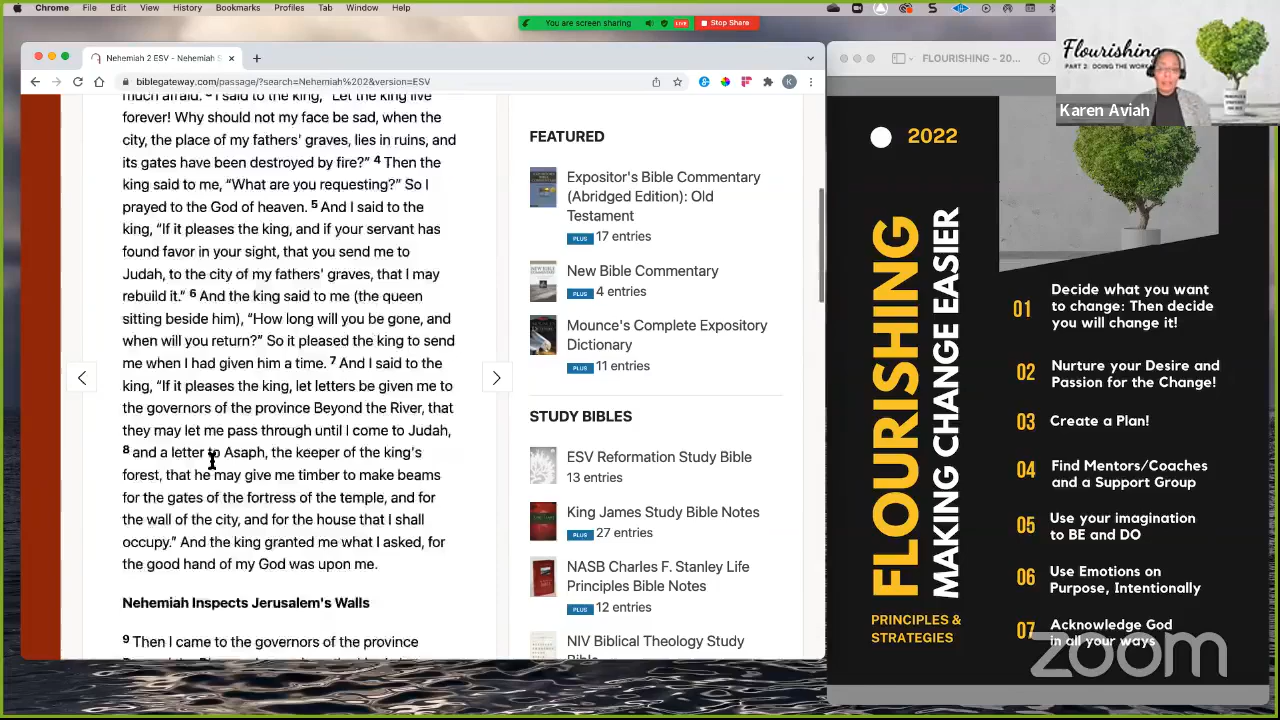 Chrome File Edit View History Bookmarks Profiles Tab Window Help
You are screen sharing LIVE Stop Share
Nehemiah 2 ESV - Nehemiah
biblegateway.com/passage/?search=Nehemiah%202&version=ESV
K
much afraid. I said to the king, “Let the king live
forever! Why should not my face be sad, when the
city, the place of my fathers' graves, lies in ruins, and
its gates have been destroyed by fire?” 4 Then the
king said to me, “What are you requesting?” So I
prayed to the God of heaven. 5 And I said to the
king, “If it pleases the king, and if your servant has
found favor in your sight, that you send me to
Judah, to the city of my fathers' graves, that I may
rebuild it.” 6 And the king said to me (the queen
sitting beside him), “How long will you be gone, and
when will you return?” So it pleased the king to send
me when I had given him a time. 7 And I said to the
king, “If it pleases the king, let letters be given me to
the governors of the province Beyond the River, that
they may let me pass through until I come to Judah,
8 and a letter to Asaph, the keeper of the king's
forest, that he may give me timber to make beams
for the gates of the fortress of the temple, and for
the wall of the city, and for the house that I shall
occupy.” And the king granted me what I asked, for
the good hand of my God was upon me.
Nehemiah Inspects Jerusalem's Walls
9 Then I came to the governors of the province
FEATURED
Expositor's Bible Commentary
(Abridged Edition): Old
Testament
PLUS 17 entries
New Bible Commentary
PLUS 4 entries
Mounce's Complete Expository
Dictionary
PLUS 11 entries
STUDY BIBLES
ESV Reformation Study Bible
13 entries
King James Study Bible Notes
PLUS 27 entries
NASB Charles F. Stanley Life
Principles Bible Notes
PLUS 12 entries
NIV Biblical Theology Study
FLOURISHING - 20...
Flourishing
PART 2: DOING THE WORK
Karen Aviah
2022
FLOURISHING
MAKING CHANGE EASIER
PRINCIPLES &
STRATEGIES
01 Decide what you want
to change: Then decide
you will change it!
02 Nurture your Desire and
Passion for the Change!
03 Create a Plan!
04 Find Mentors/Coaches
and a Support Group
05 Use your imagination
to BE and DO
06 Use Emotions on
Purpose, Intentionally
07 Acknowledge God
in all your ways
zoom